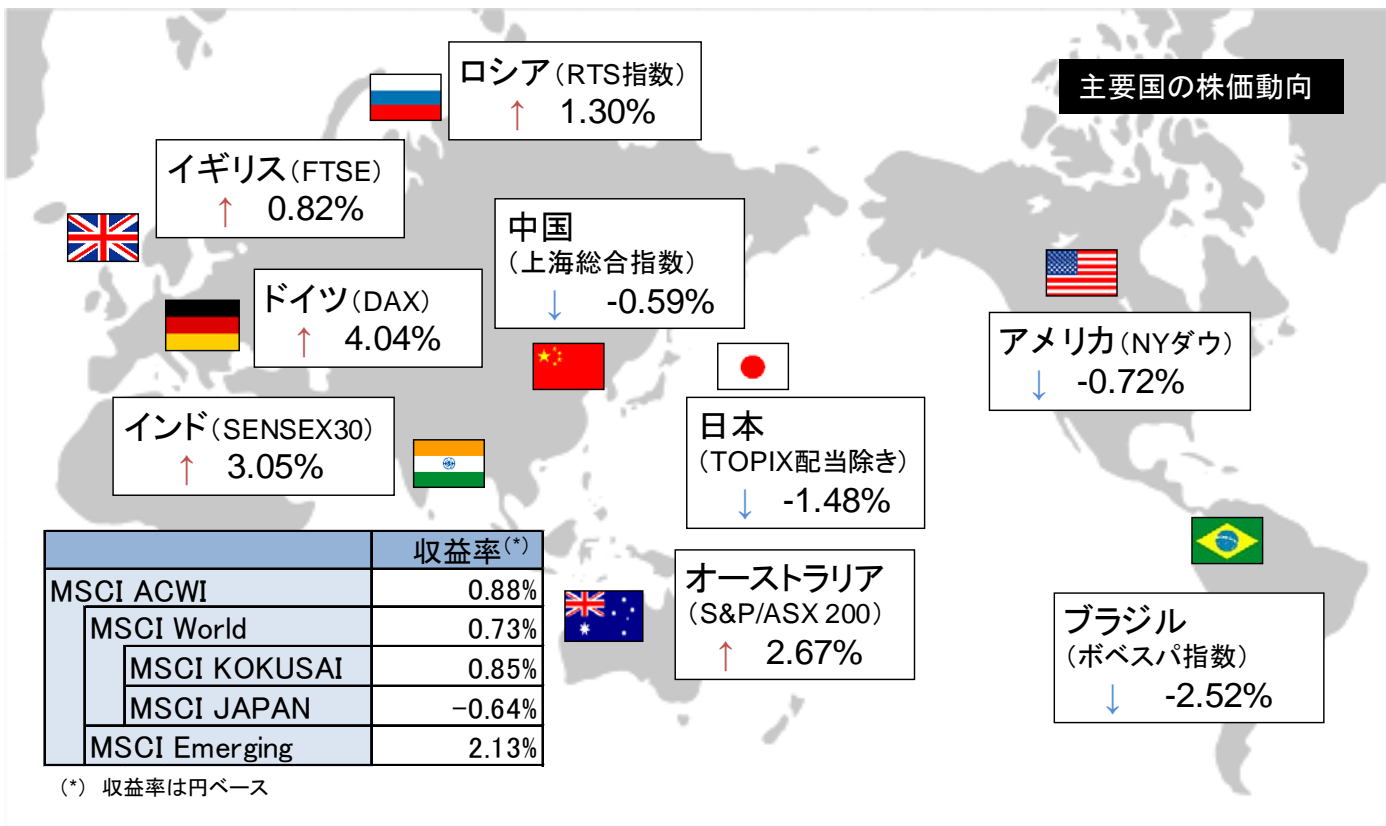 主要国の株価動向
ロシア（RTS指数）
↑ 1.30%
イギリス（FTSE）
↑ 0.82%
中国
（上海総合指数）
↓ -0.59%
ドイツ（DAX）
↑ 4.04%
アメリカ（NYダウ）
↓ -0.72%
インド（SENSEX30）
↑ 3.05%
日本
（TOPIX配当除き）
↓ -1.48%
オーストラリア
（S&P/ASX 200）
↑ 2.67%
ブラジル
（ボベスパ指数）
↓ -2.52%
収益率(*)
MSCI ACWI 0.88%
MSCI World 0.73%
MSCI KOKUSAI 0.85%
MSCI JAPAN −0.64%
MSCI Emerging 2.13%
（*） 収益率は円ベース